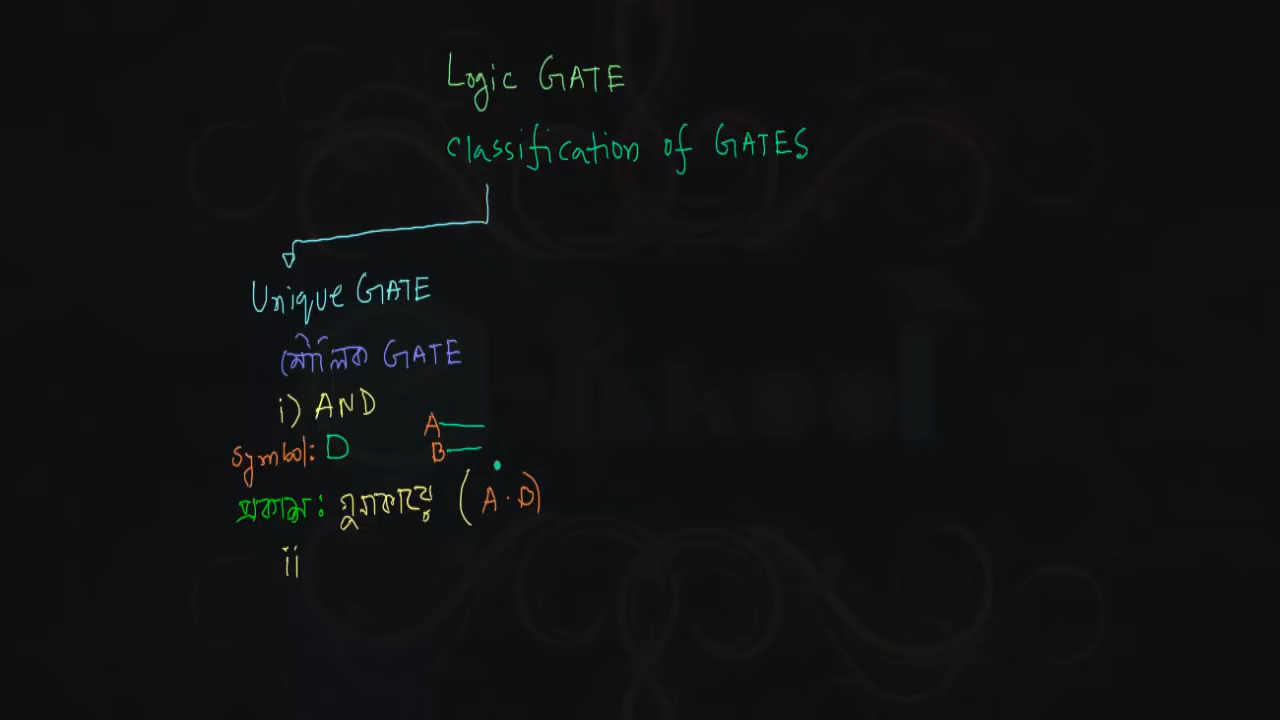 Logic GATE
Classification of GATES
Unique GATE
মৌলিক GATE
i) AND
Symbol: D
A
B
প্রকাশ: গুনাকারে (A . B)
ii